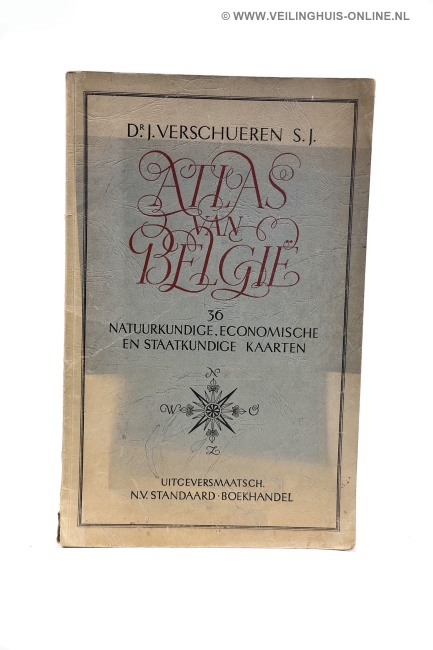 © WWW.VEILINGHUIS-ONLINE.NL
DR. J. VERSCHUEREN S. J.
ATLAS
VAN
BELGIË
36
NATUURKUNDIGE. ECONOMISCHE
EN STAATKUNDIGE KAARTEN
N
W O
Z
UITGEVERSMAATSCH.
N.V. STANDAARD · BOEKHANDEL